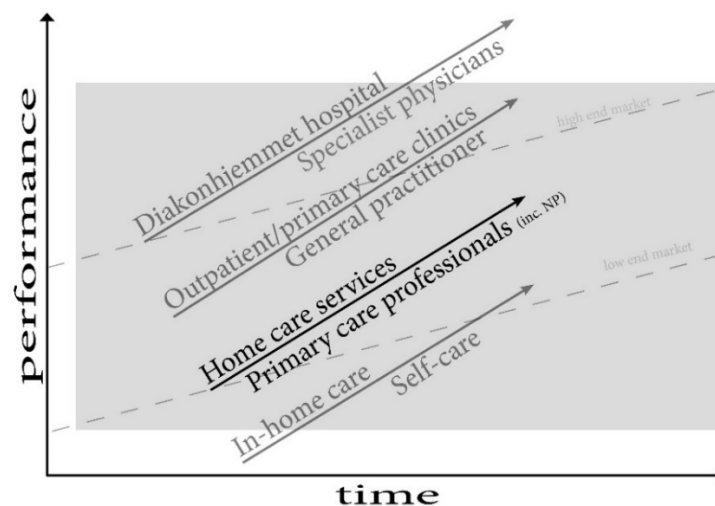 performance
Diakonhjemmet hospital
Specialist physicians
high end market
Outpatient/primary care clinics
General practitioner
Home care services
Primary care professionals (inc. NP)
low end market
In-home care
Self-care
time